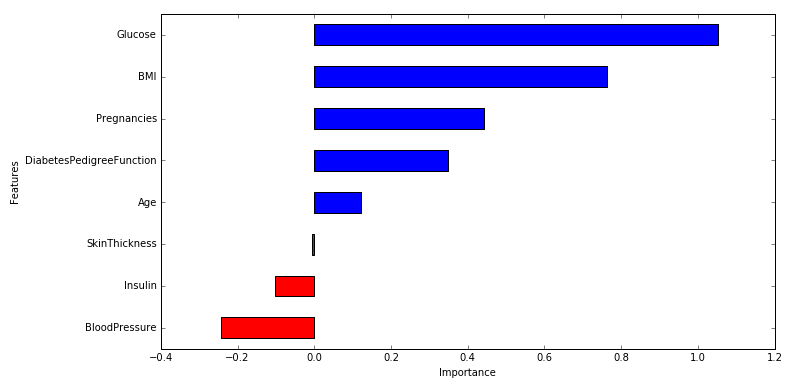 Glucose
BMI
Pregnancies
DiabetesPedigreeFunction
Age
SkinThickness
Insulin
BloodPressure
Features
−0.4 −0.2 0.0 0.2 0.4 0.6 0.8 1.0 1.2
Importance